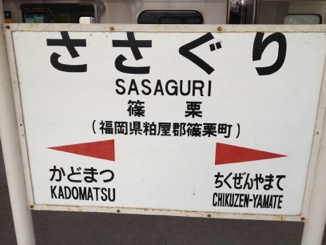 ささぐり
SASAGURI
篠栗
(福岡県粕屋郡篠栗町)
かどまつ
KADOMATSU
ちくぜんやまて
CHIKUZEN-YAMATE